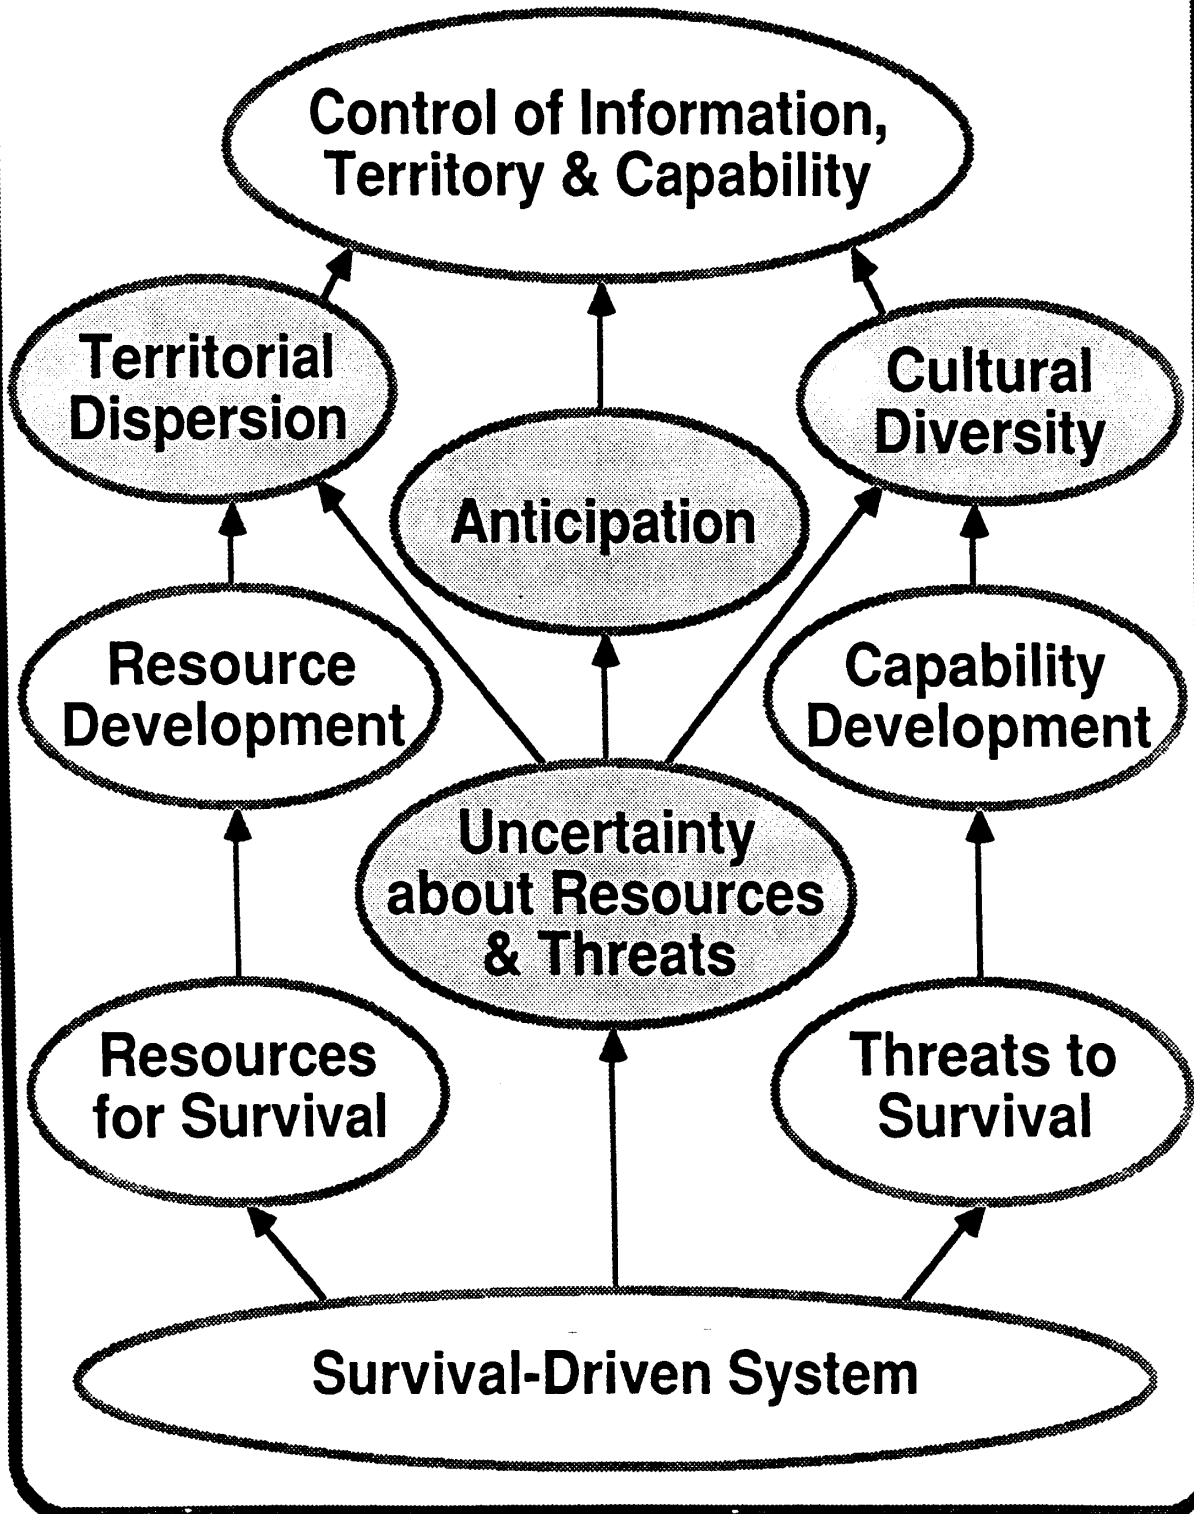 Control of Information,
Territory & Capability
Territorial
Dispersion
Cultural
Diversity
Anticipation
Resource
Development
Capability
Development
Uncertainty
about Resources
& Threats
Resources
for Survival
Threats to
Survival
Survival-Driven System